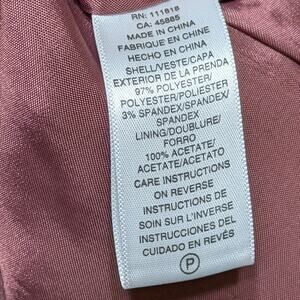 RN: 111818
CA: 45885
MADE IN CHINA
FABRIQUE EN CHINE
HECHO EN CHINA
SHELL/VESTE/CAPA
EXTERIOR DE LA PRENDA
97% POLYESTER/
POLYESTER/POLIESTER
3% SPANDEX/SPANDEX/
SPANDEX
LINING/DOUBLURE/
FORRO
100% ACETATE/
ACETATE/ACETATO
CARE INSTRUCTIONS
ON REVERSE
INSTRUCTIONS DE
SOIN SUR L'INVERSE
INSTRUCCIONES DEL
CUIDADO EN REVÉS
P